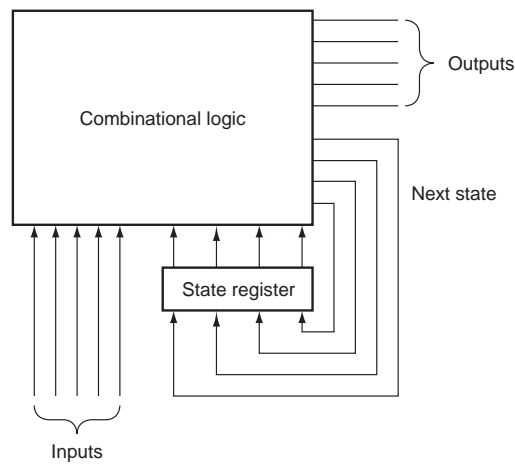 Combinational logic
Outputs
Next state
State register
Inputs